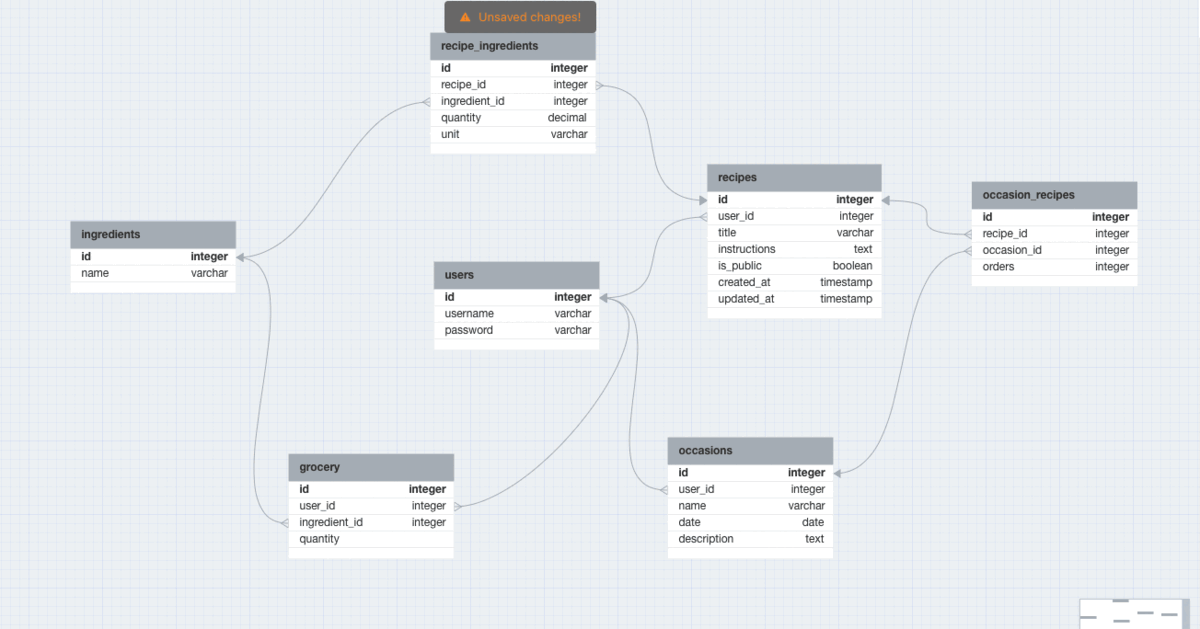 Unsaved changes!
recipe_ingredients
id integer
recipe_id integer
ingredient_id integer
quantity decimal
unit varchar
recipes
id integer
user_id integer
title varchar
instructions text
is_public boolean
created_at timestamp
updated_at timestamp
occasion_recipes
id integer
recipe_id integer
occasion_id integer
orders integer
ingredients
id integer
name varchar
users
id integer
username varchar
password varchar
occasions
id integer
user_id integer
name varchar
date date
description text
grocery
id integer
user_id integer
ingredient_id integer
quantity